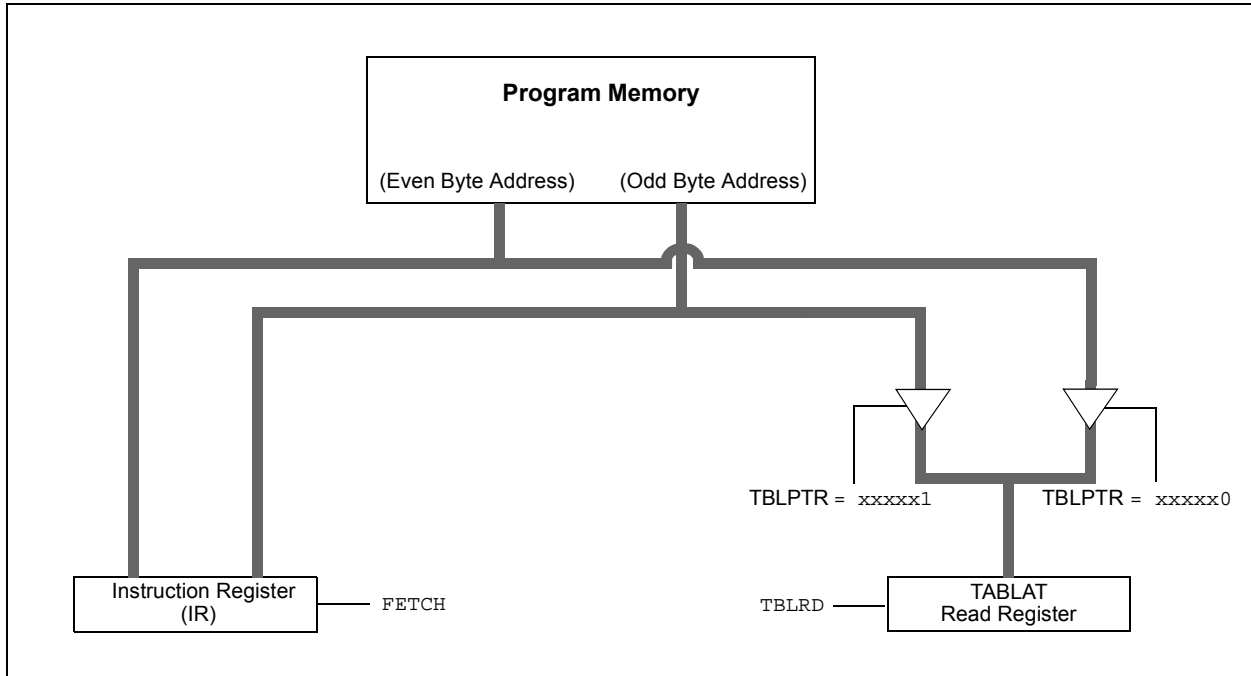 Program Memory
(Even Byte Address) (Odd Byte Address)
TBLPTR = xxxxx1 TBLPTR = xxxxx0
Instruction Register
(IR)
FETCH
TBLRD
TABLAT
Read Register